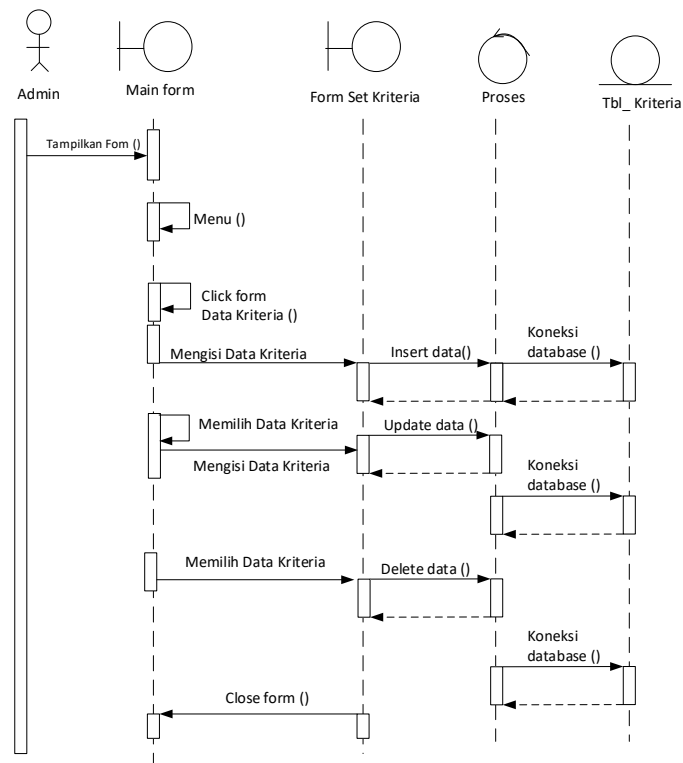 Admin
Main form
Form Set Kriteria
Proses
Tbl_ Kriteria
Tampilkan Fom ()
Menu ()
Click form
Data Kriteria ()
Mengisi Data Kriteria
Insert data()
Koneksi
database ()
Memilih Data Kriteria
Update data ()
Mengisi Data Kriteria
Koneksi
database ()
Memilih Data Kriteria
Delete data ()
Koneksi
database ()
Close form ()